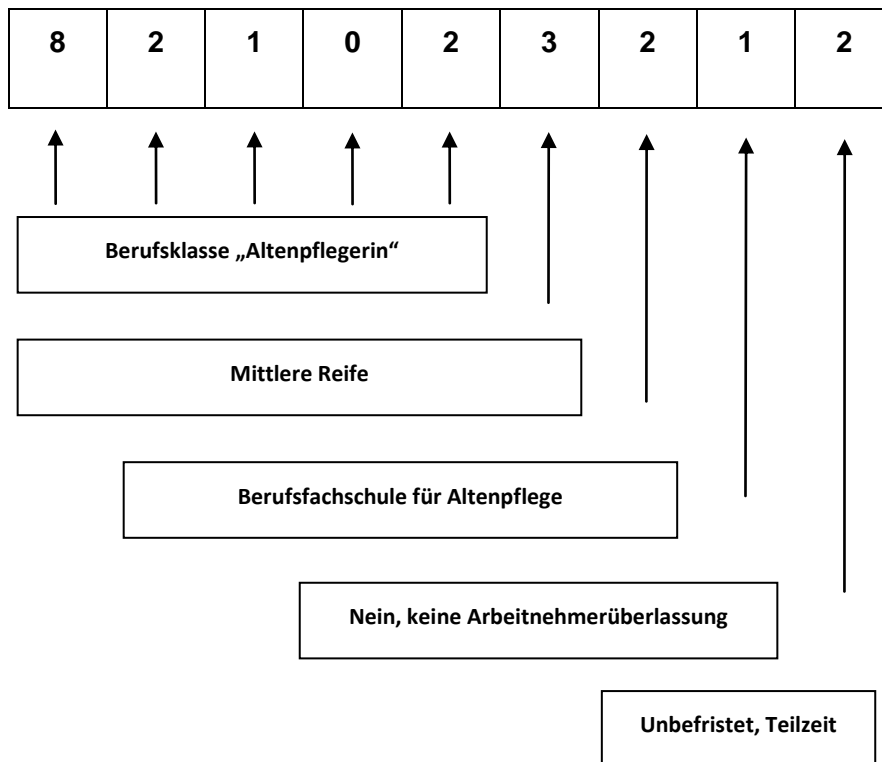 8 2 1 0 2 3 2 1 2
Berufsklasse „Altenpflegerin“
Mittlere Reife
Berufsfachschule für Altenpflege
Nein, keine Arbeitnehmerüberlassung
Unbefristet, Teilzeit